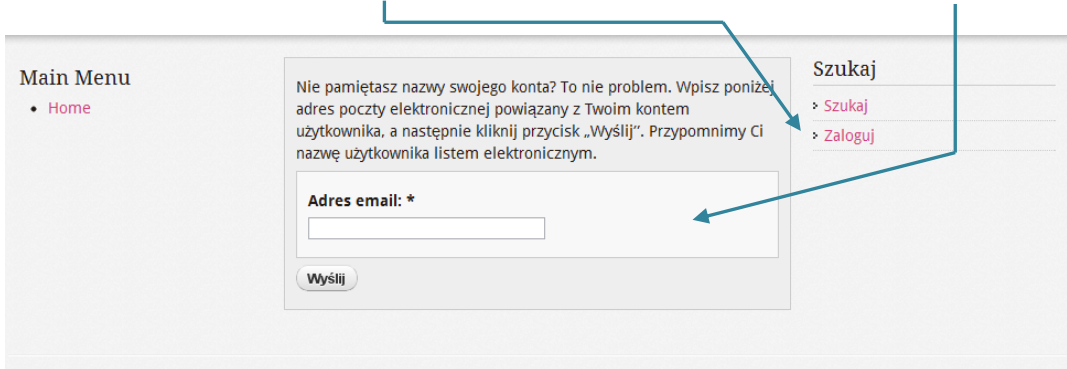 Main Menu
Home
Nie pamiętasz nazwy swojego konta? To nie problem. Wpisz poniżej
adres poczty elektronicznej powiązany z Twoim kontem
użytkownika, a następnie kliknij przycisk „Wyślij”. Przypomnimy Ci
nazwę użytkownika listem elektronicznym.
Adres email: *
Wyślij
Szukaj
Szukaj
Zaloguj